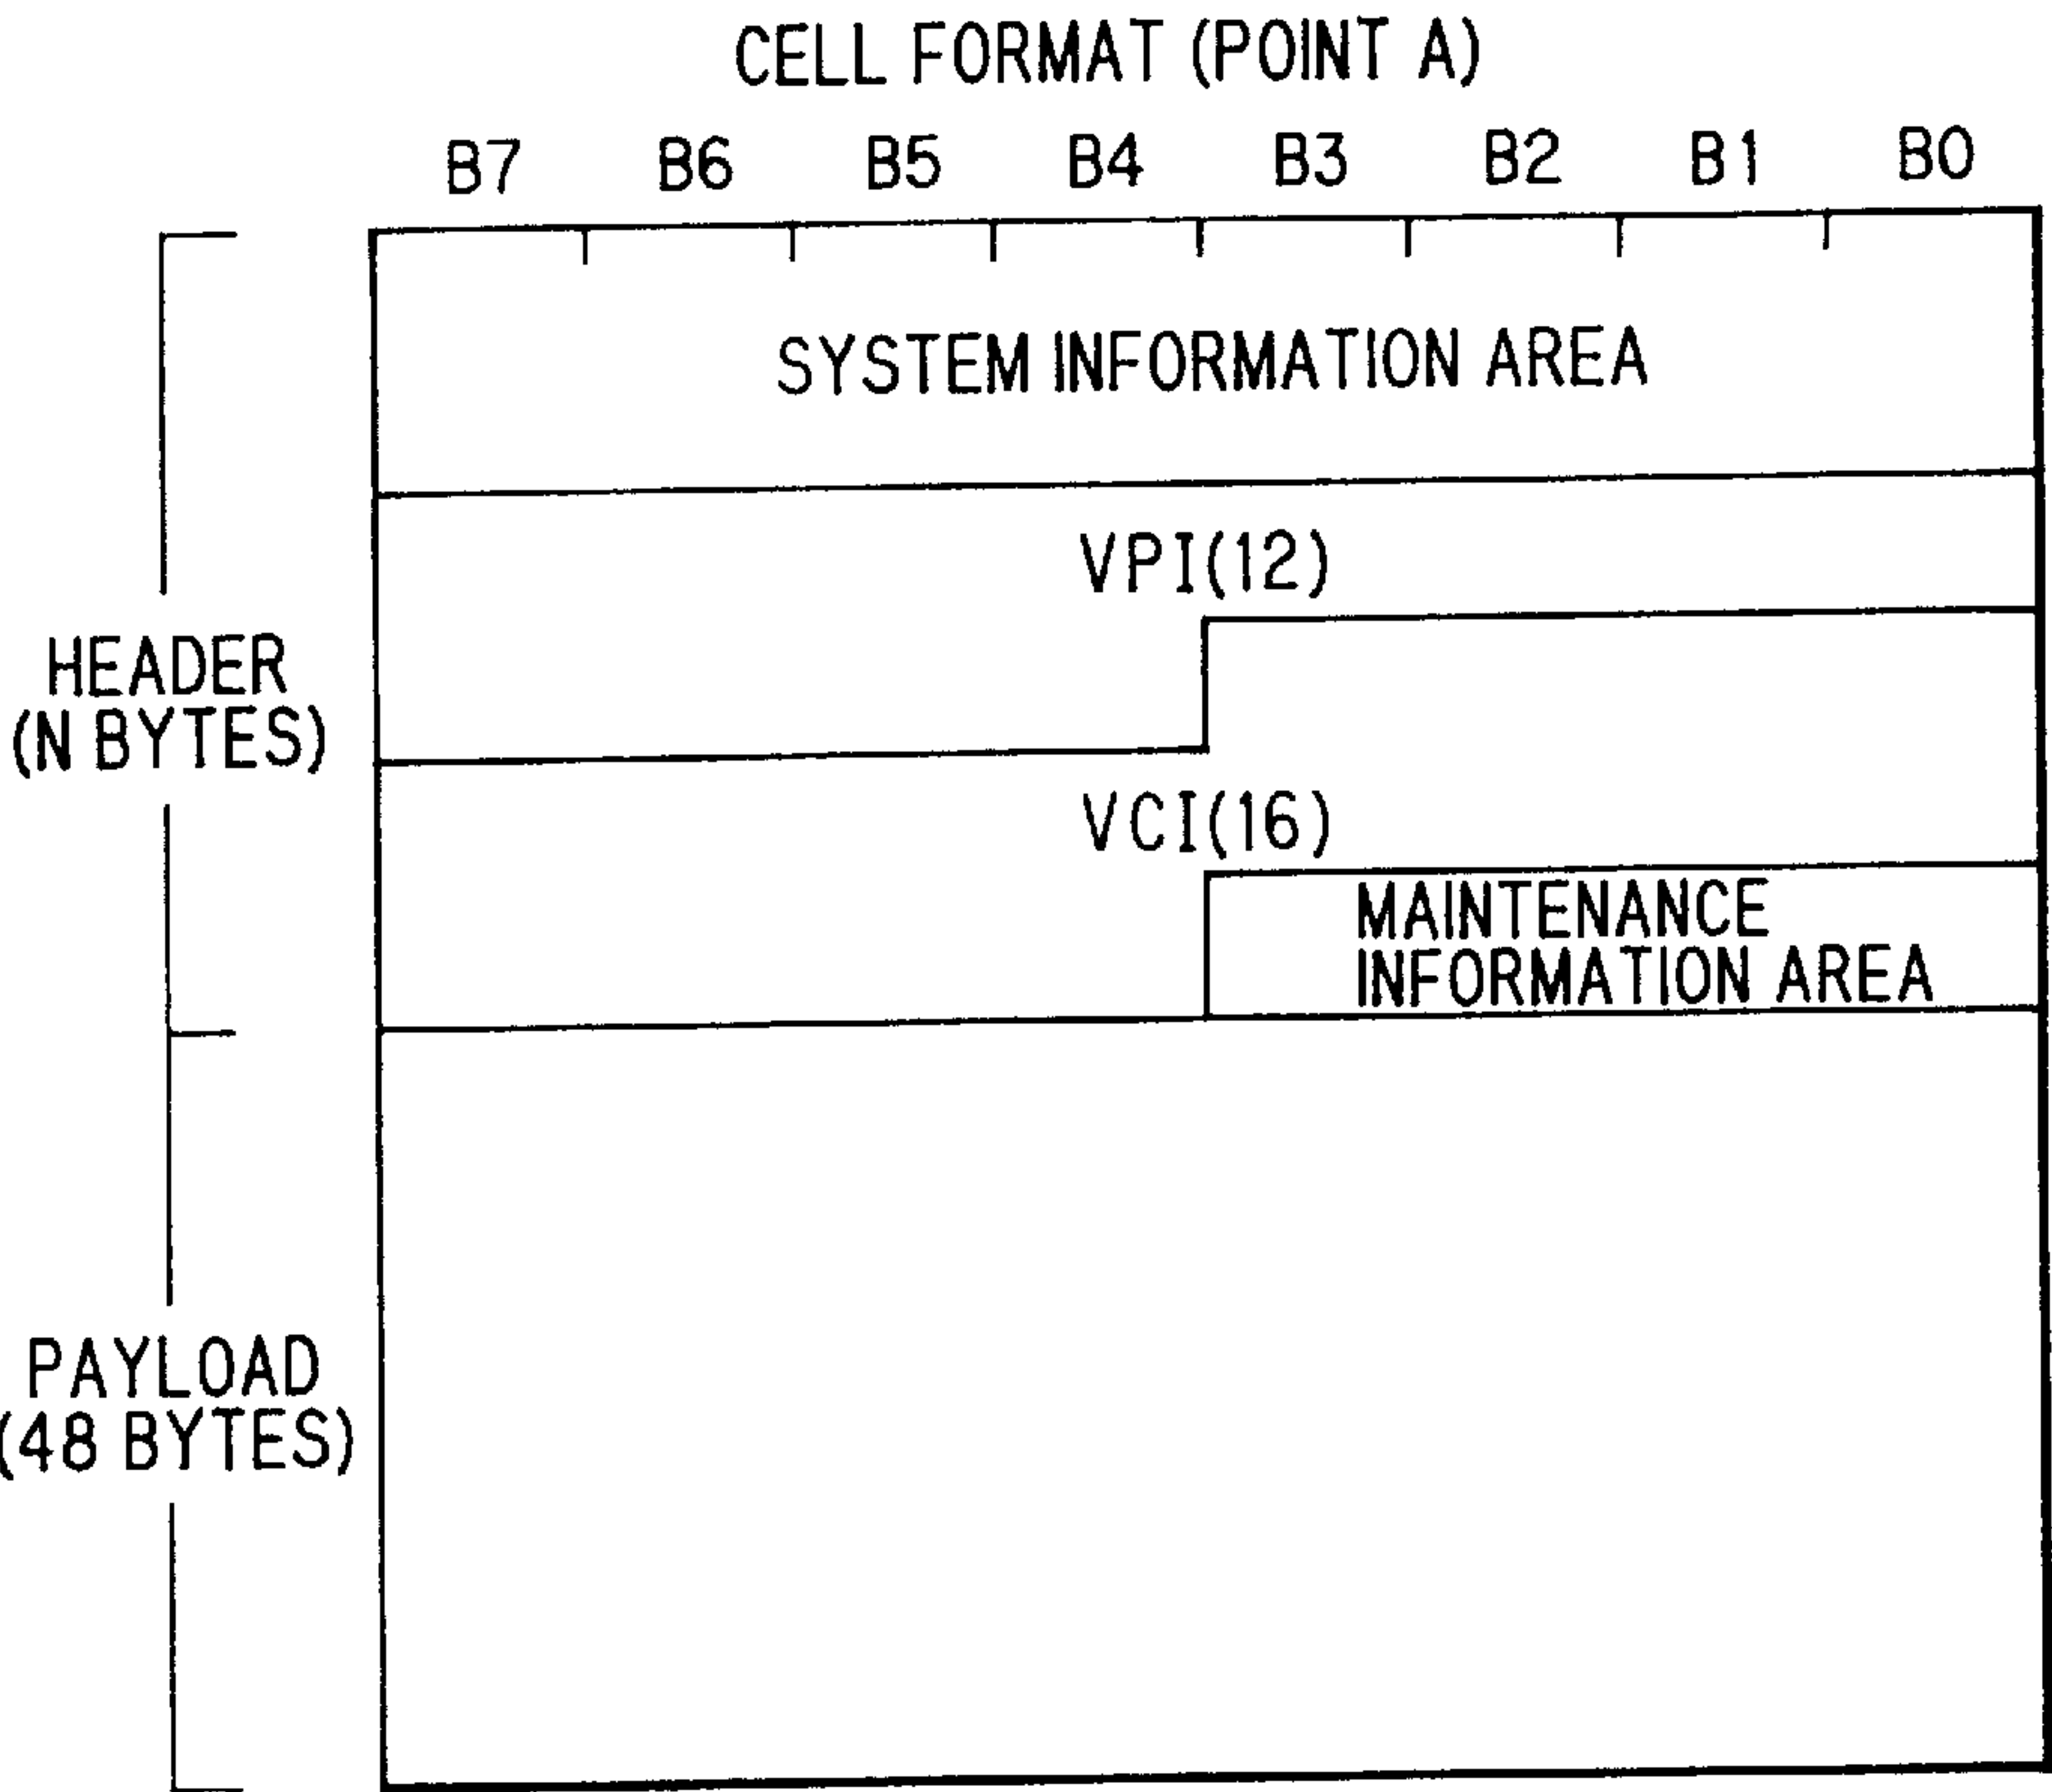 CELL FORMAT (POINT A)
B7 B6 B5 B4 B3 B2 B1 B0
SYSTEM INFORMATION AREA
VPI(12)
HEADER
(N BYTES)
VCI(16)
MAINTENANCE
INFORMATION AREA
PAYLOAD
(48 BYTES)